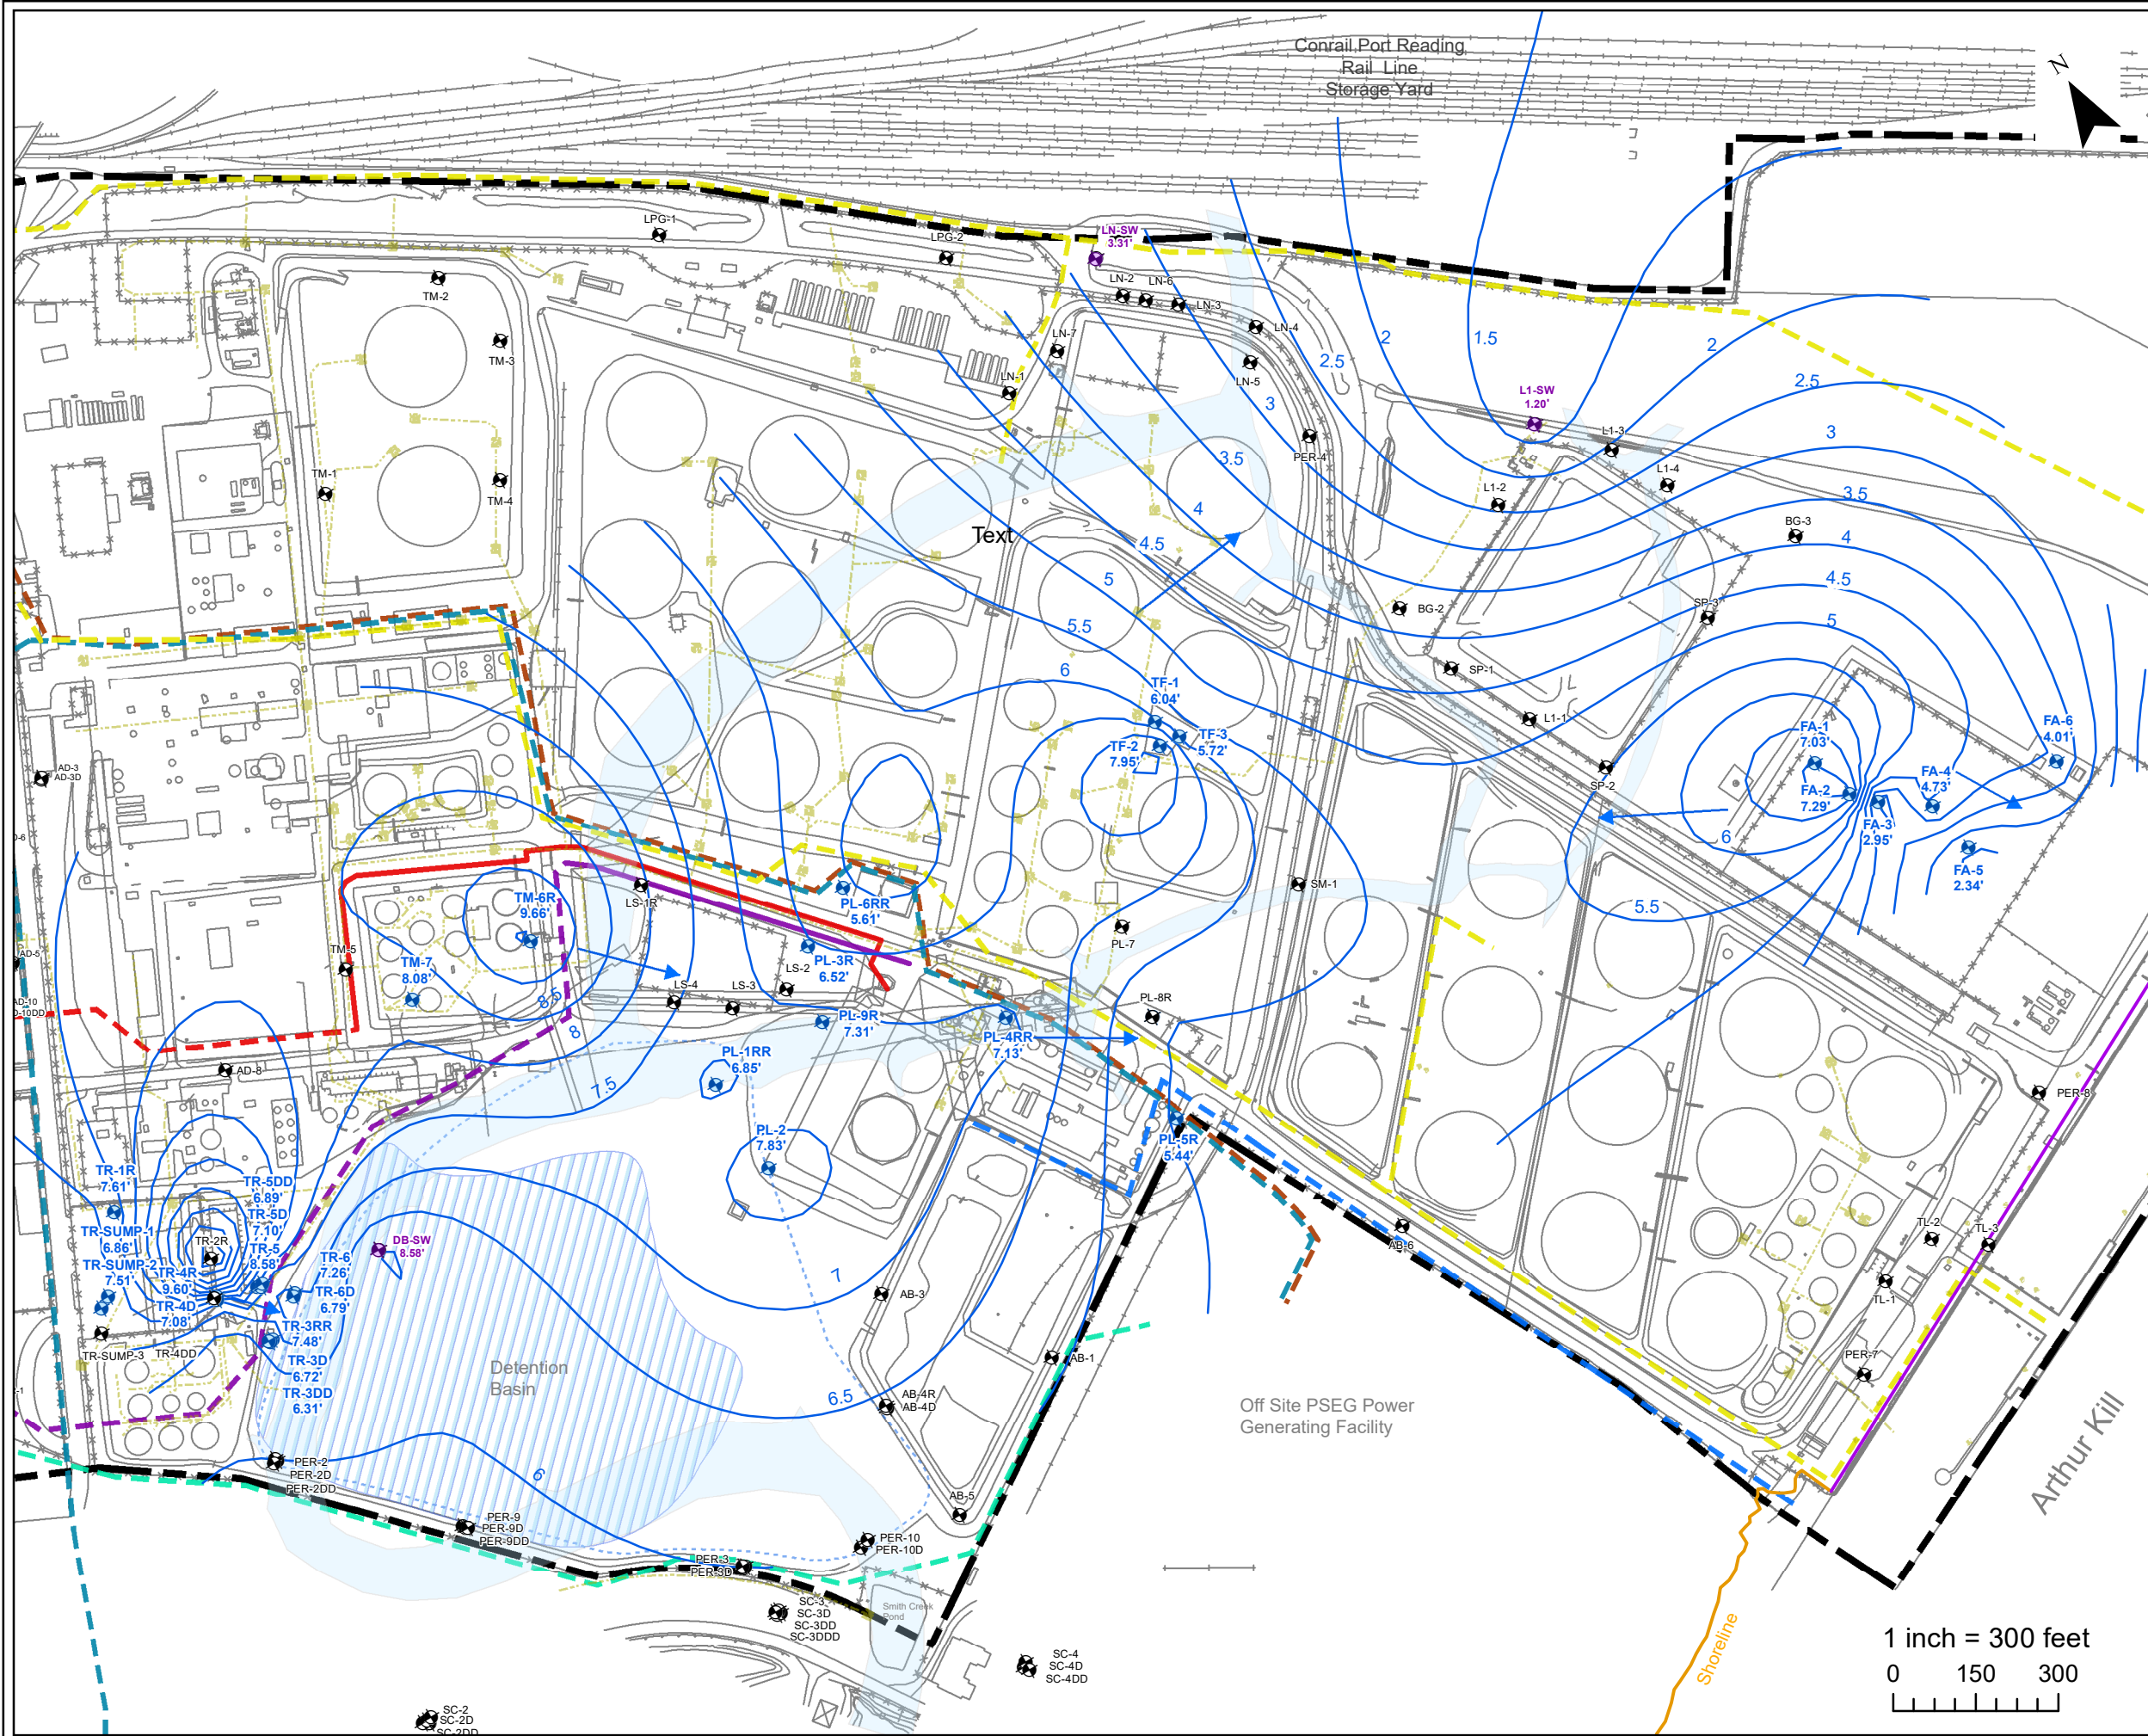 Conrail Port Reading
Rail Line
Storage Yard
N
LPG-1
LPG-2
LN-SW
3.31'
TM-2
LN-2
LN-6
LN-3
LN-4
LN-7
LN-5
LN-1
TM-3
2.5
2
1.5
2
2.5
3
3
3.5
3.5
4
4
4.5
4.5
5
5
5.5
6
L1-SW
1.20'
L1-3
L1-4
L1-2
PER-4
BG-3
TM-1
TM-4
Text
BG-2
SP-3
SP-1
L1-1
SP-2
TF-1
6.04'
TF-3
5.72'
TF-2
7.95'
FA-1
7.03'
FA-2
7.29'
FA-6
4.01'
FA-4
4.73'
FA-3
2.95'
FA-5
2.34'
6
5.5
AD-3
AD-3D
D-6
AD-5
AD-10
D-10DD
TM-6R
9.66'
TM-5
TM-7
8.08'
LS-1R
PL-6RR
5.61'
SM-1
PL-7
PL-3R
6.52'
LS-2
LS-4
LS-3
8.5
8
7.5
PL-9R
7.31'
PL-8R
PL-4RR
7.13'
PL-1RR
6.85'
AD-8
PER-8
PL-2
7.83'
PL-5R
5.44'
TR-1R
7.61'
TR-5DD
6.89'
TR-5D
7.10'
TR-5
8.58'
TR-SUMP-1
6.86'
TR-SUMP-2
7.51'
TR-2R
TR-4R
9.60'
TR-4D
7.08'
TR-6
7.26'
TR-6D
6.79'
DB-SW
8.58'
TR-3RR
7.48'
TR-3D
6.72'
TR-3DD
6.31'
TR-SUMP-3
TR-4DD
7
AB-3
AB-6
TL-2
TL-3
TL-1
PER-7
AB-1
Detention
Basin
6.5
AB-4R
AB-4D
Off Site PSEG Power
Generating Facility
Arthur Kill
-1
PER-2
PER-2D
PER-2DD
6
PER-9
PER-9D
PER-9DD
AB-5
PER-10
PER-10D
PER-3
PER-3D
SC-3
SC-3D
SC-3DD
SC-3DDD
Smith Creek
Pond
SC-4
SC-4D
SC-4DD
SC-2
SC-2D
SC-2DD
Shoreline
1 inch = 300 feet
0 150 300